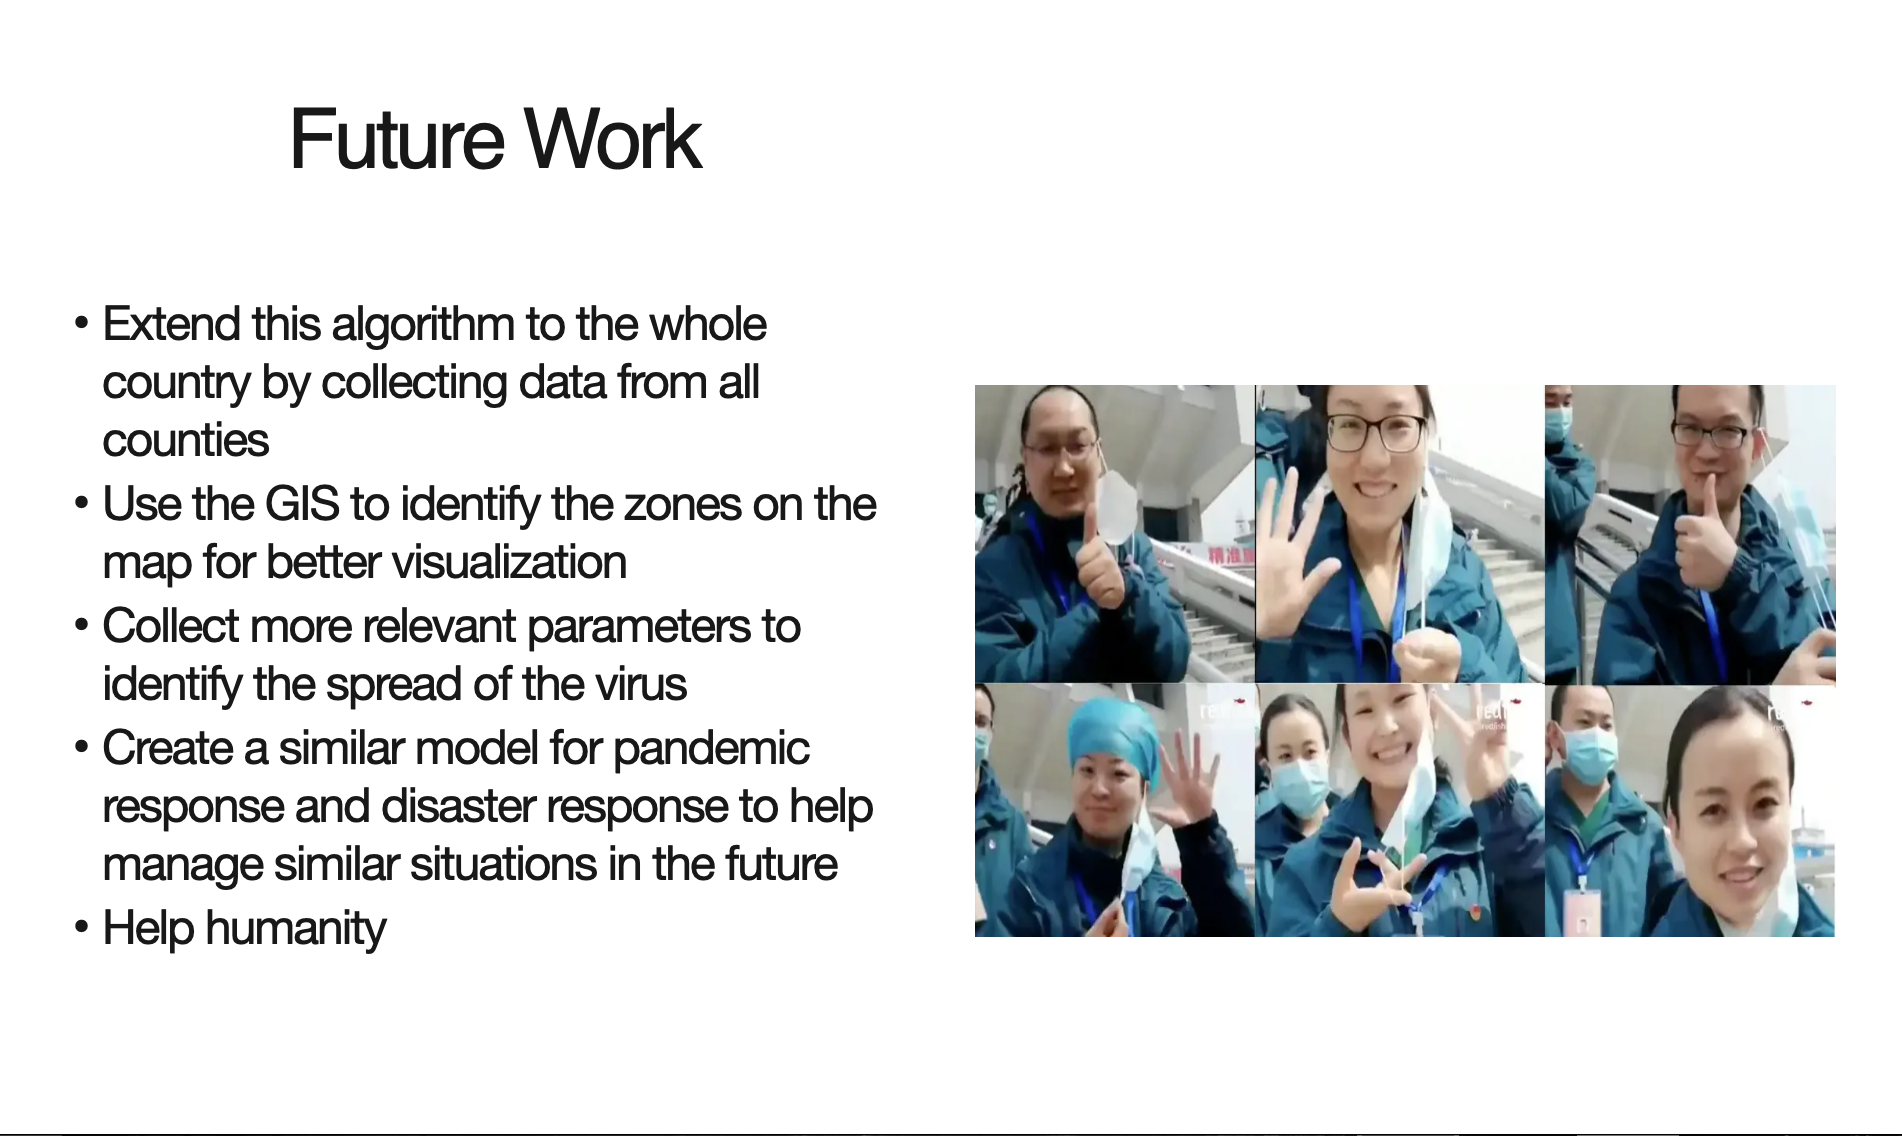 Future Work
• Extend this algorithm to the whole
country by collecting data from all
counties
• Use the GIS to identify the zones on the
map for better visualization
• Collect more relevant parameters to
identify the spread of the virus
• Create a similar model for pandemic
response and disaster response to help
manage similar situations in the future
• Help humanity
精准